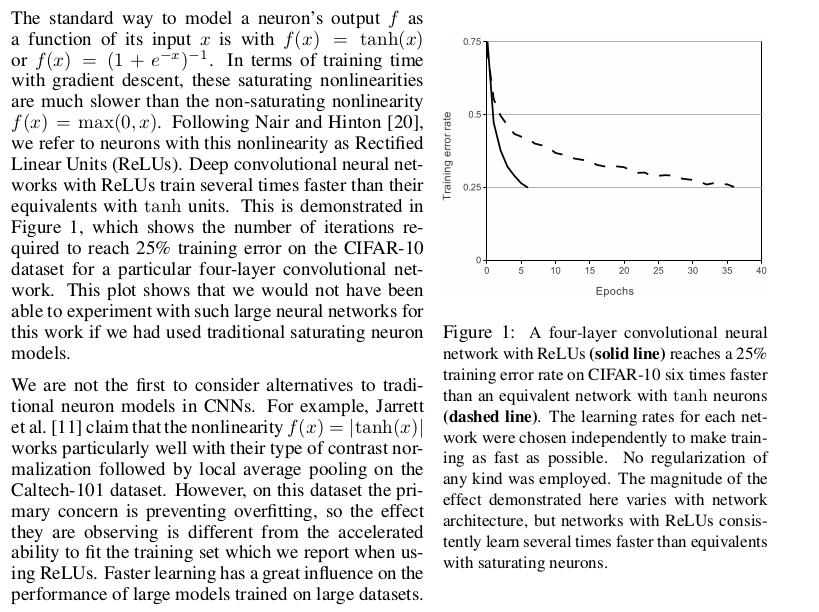 The standard way to model a neuron's output f as
a function of its input x is with f(x) = tanh(x)
or f(x) = (1 + e^{-x})^{-1}. In terms of training time
with gradient descent, these saturating nonlinearities
are much slower than the non-saturating nonlinearity
f(x) = max(0, x). Following Nair and Hinton [20],
we refer to neurons with this nonlinearity as Rectified
Linear Units (ReLUs). Deep convolutional neural net-
works with ReLUs train several times faster than their
equivalents with tanh units. This is demonstrated in
Figure 1, which shows the number of iterations re-
quired to reach 25% training error on the CIFAR-10
dataset for a particular four-layer convolutional net-
work. This plot shows that we would not have been
able to experiment with such large neural networks for
this work if we had used traditional saturating neuron
models.
We are not the first to consider alternatives to tradi-
tional neuron models in CNNs. For example, Jarrett
et al. [11] claim that the nonlinearity f(x) = |tanh(x)|
works particularly well with their type of contrast nor-
malization followed by local average pooling on the
Caltech-101 dataset. However, on this dataset the pri-
mary concern is preventing overfitting, so the effect
they are observing is different from the accelerated
ability to fit the training set which we report when us-
ing ReLUs. Faster learning has a great influence on the
performance of large models trained on large datasets.
0.75
0.5
0.25
0
Training error rate
0 5 10 15 20 25 30 35 40
Epochs
Figure 1: A four-layer convolutional neural
network with ReLUs (solid line) reaches a 25%
training error rate on CIFAR-10 six times faster
than an equivalent network with tanh neurons
(dashed line). The learning rates for each net-
work were chosen independently to make train-
ing as fast as possible. No regularization of
any kind was employed. The magnitude of the
effect demonstrated here varies with network
architecture, but networks with ReLUs consis-
tently learn several times faster than equivalents
with saturating neurons.